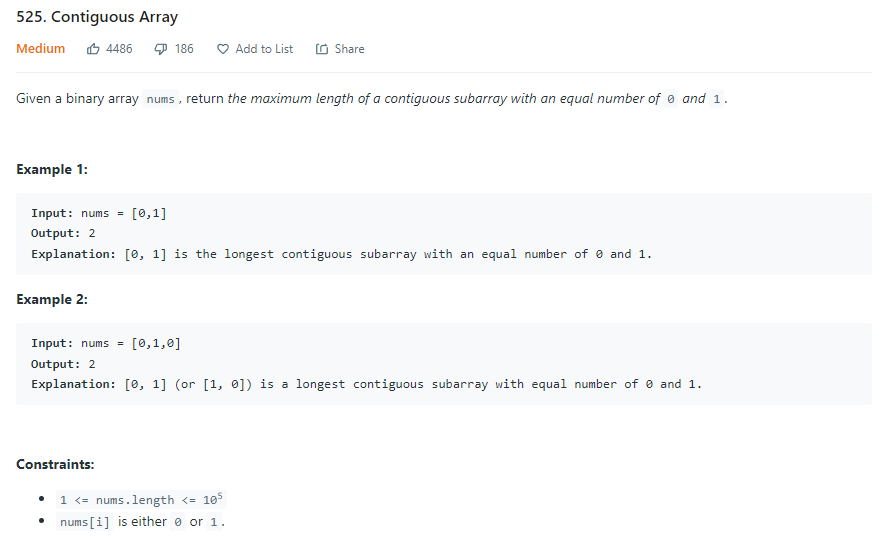 525. Contiguous Array
Medium 4486 186 Add to List Share
Given a binary array nums, return the maximum length of a contiguous subarray with an equal number of 0 and 1.
Example 1:
Input: nums = [0,1]
Output: 2
Explanation: [0, 1] is the longest contiguous subarray with an equal number of 0 and 1.
Example 2:
Input: nums = [0,1,0]
Output: 2
Explanation: [0, 1] (or [1, 0]) is a longest contiguous subarray with equal number of 0 and 1.
Constraints:
• 1 <= nums.length <= 10⁵
• nums[i] is either 0 or 1.